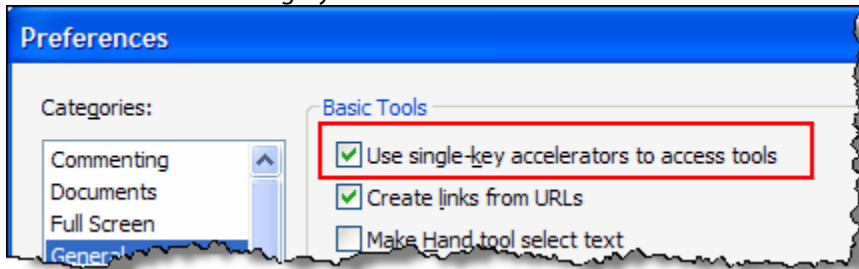 Preferences
Categories:
Commenting
Documents
Full Screen
General
Basic Tools
Use single-key accelerators to access tools
Create links from URLs
Make Hand tool select text